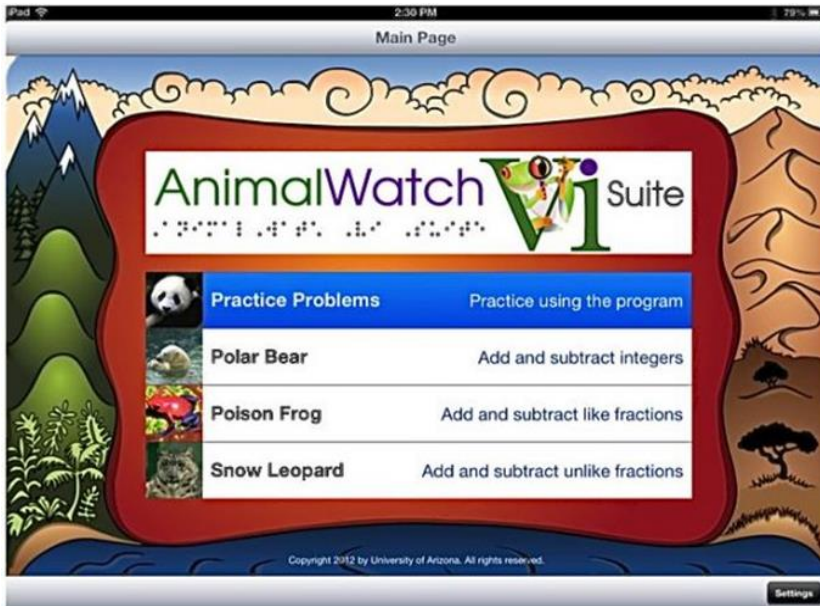 iPad 2:30 PM 79%
Main Page
AnimalWatch Vi Suite
Practice Problems Practice using the program
Polar Bear Add and subtract integers
Poison Frog Add and subtract like fractions
Snow Leopard Add and subtract unlike fractions
Copyright 2012 by University of Arizona. All rights reserved.
Settings